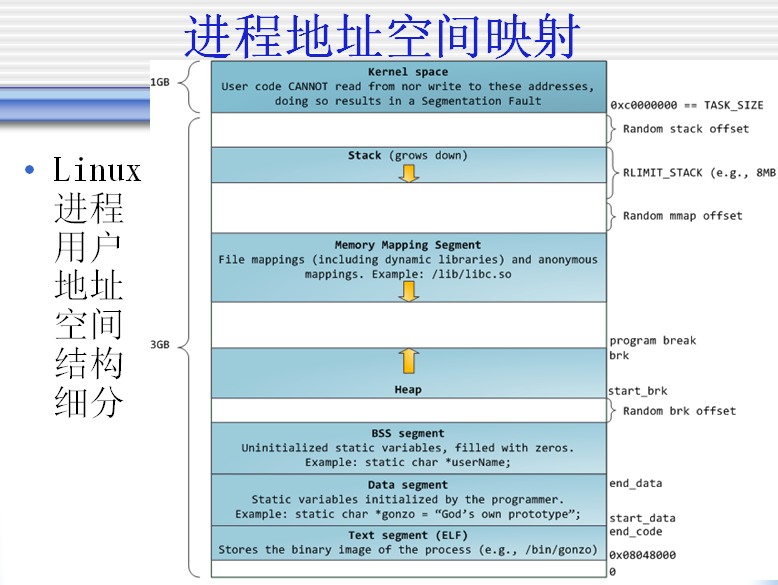 进程地址空间映射
• Linux
进程
用户
地址
空间
结构
细分
1GB
3GB
Kernel space
User code CANNOT read from nor write to these addresses,
doing so results in a Segmentation Fault
0xc0000000 == TASK_SIZE
Random stack offset
Stack (grows down)
RLIMIT_STACK (e.g., 8MB
Random mmap offset
Memory Mapping Segment
File mappings (including dynamic libraries) and anonymous
mappings. Example: /lib/libc.so
program break
brk
Heap
start_brk
Random brk offset
BSS segment
Uninitialized static variables, filled with zeros.
Example: static char *userName;
Data segment
Static variables initialized by the programmer.
Example: static char *gonzo = “God’s own prototype”;
end_data
start_data
Text segment (ELF)
Stores the binary image of the process (e.g., /bin/gonzo)
end_code
0x08048000
0